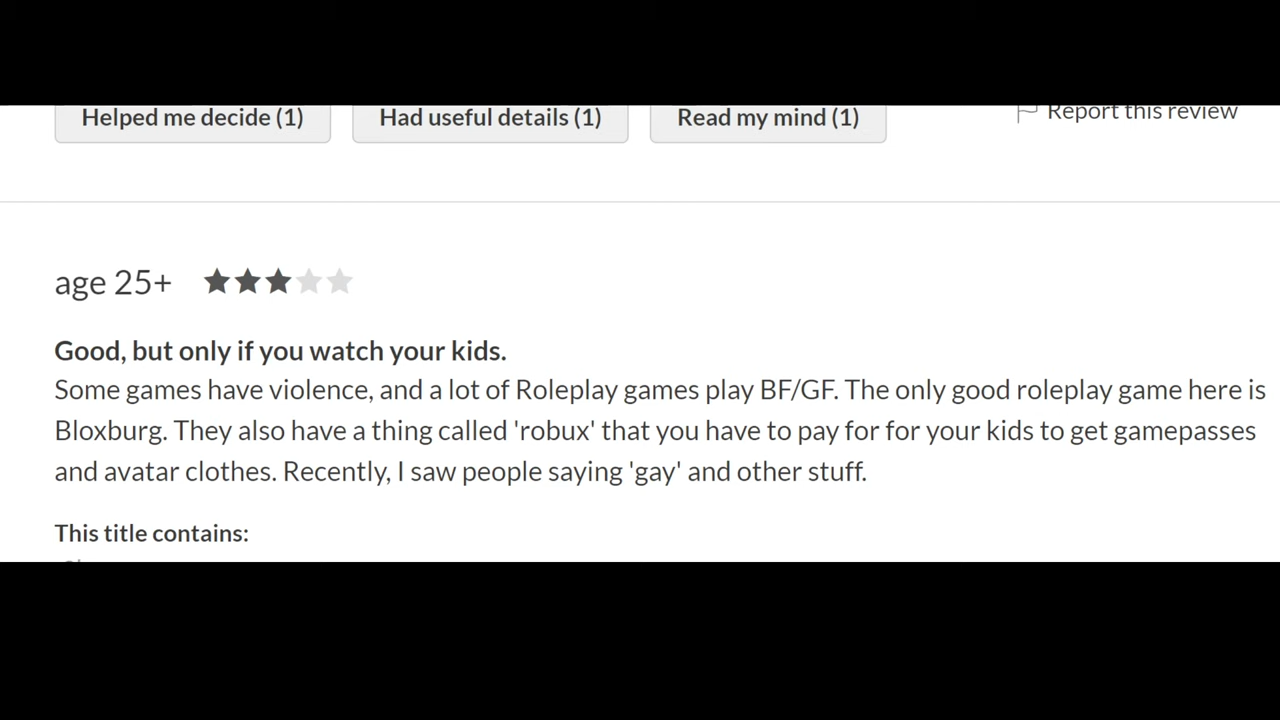 Helped me decide (1) Had useful details (1) Read my mind (1) Report this review
age 25+
Good, but only if you watch your kids.
Some games have violence, and a lot of Roleplay games play BF/GF. The only good roleplay game here is
Bloxburg. They also have a thing called 'robux' that you have to pay for for your kids to get gamepasses
and avatar clothes. Recently, I saw people saying 'gay' and other stuff.
This title contains: